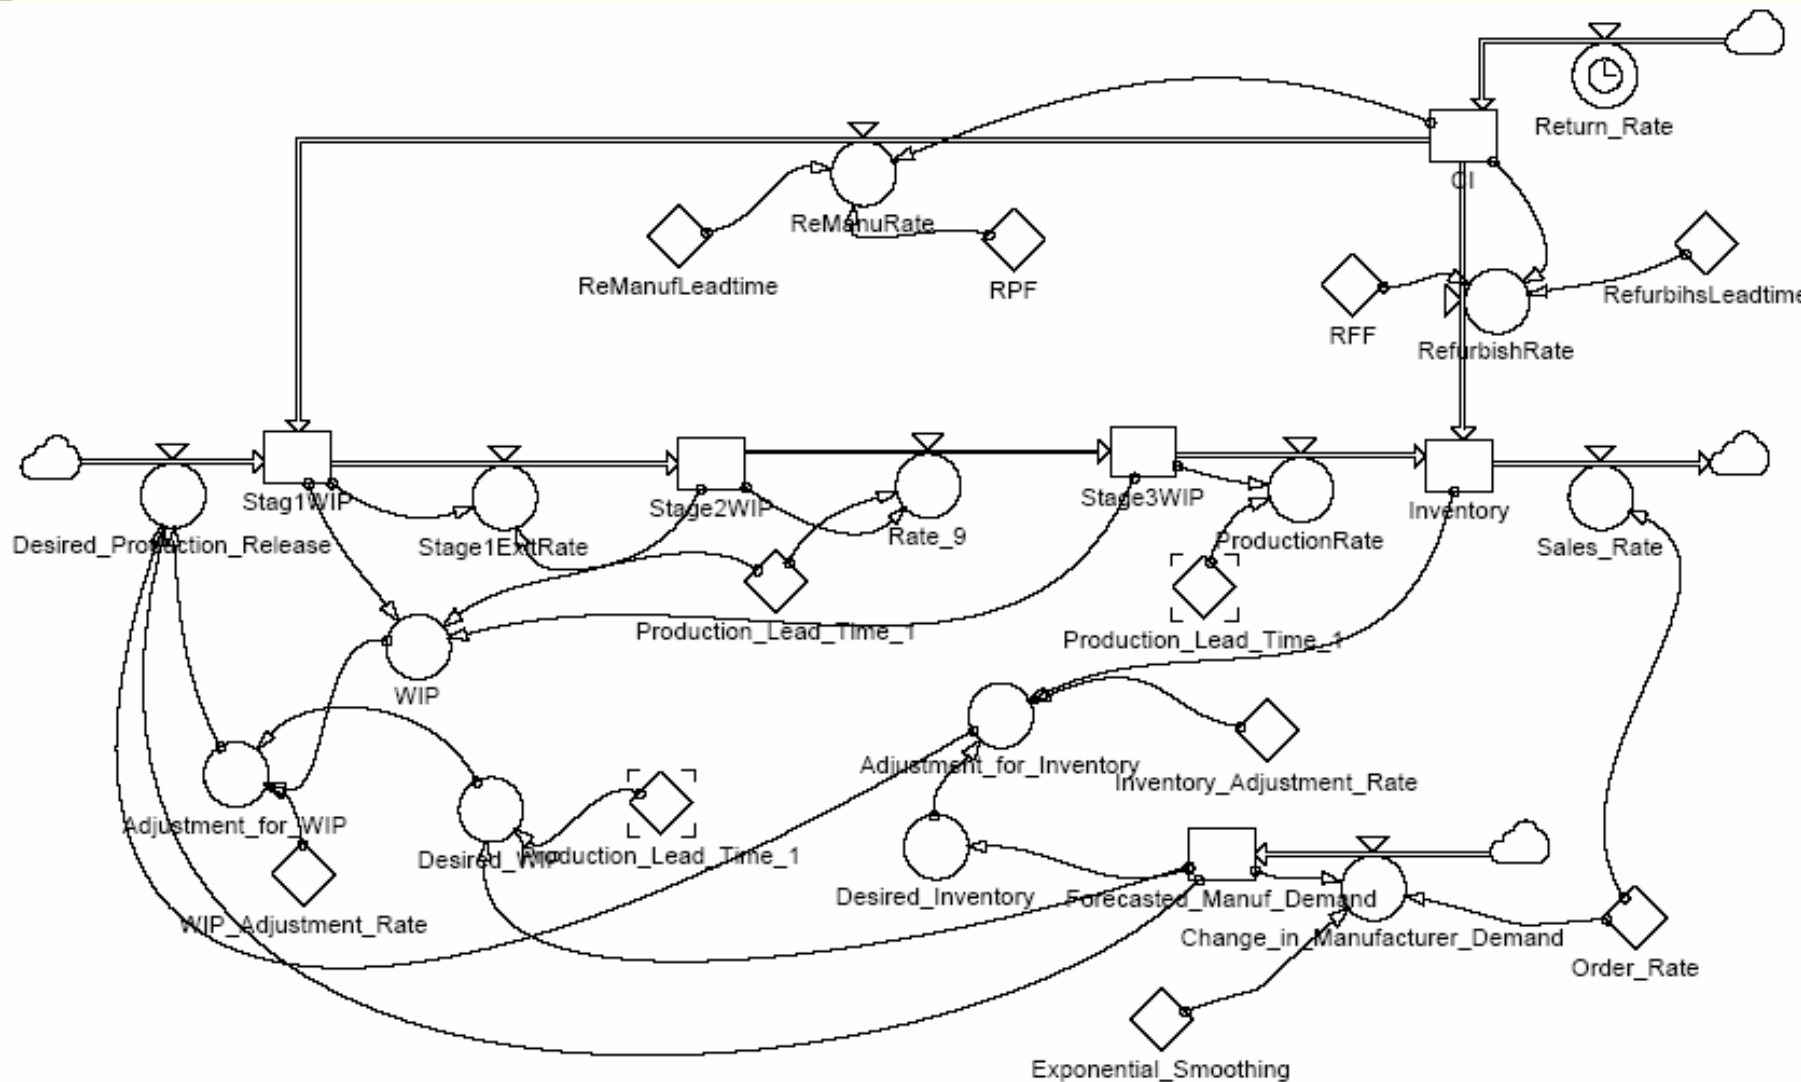 Return_Rate
CI
ReManuRate
ReManufLeadtime
RPF
RefurbihsLeadtime
RFF
RefurbishRate
Stag1WIP
Stage2WIP
Stage3WIP
Inventory
Desired_Production_Release
Stage1ExitRate
Rate_9
ProductionRate
Sales_Rate
Production_Lead_Time_1
Production_Lead_Time_1
WIP
Adjustment_for_Inventory
Inventory_Adjustment_Rate
Adjustment_for_WIP
Desired_WIP
Production_Lead_Time_1
Desired_Inventory
Forecasted_Manuf_Demand
WIP_Adjustment_Rate
Change_in_Manufacturer_Demand
Order_Rate
Exponential_Smoothing